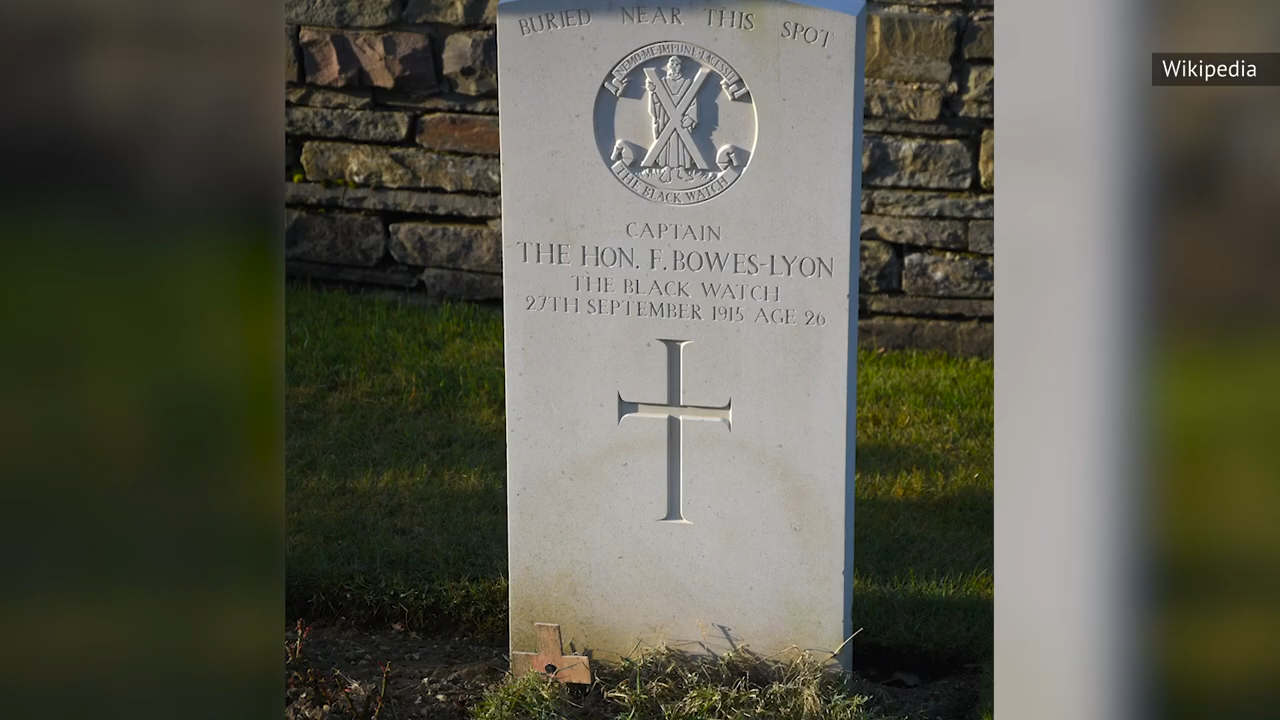 BURIED NEAR THIS SPOT
NEMO·ME·IMPUNE·LACESSIT
THE BLACK WATCH
CAPTAIN
THE HON. F. BOWES-LYON
THE BLACK WATCH
27TH SEPTEMBER 1915 AGE 26
Wikipedia